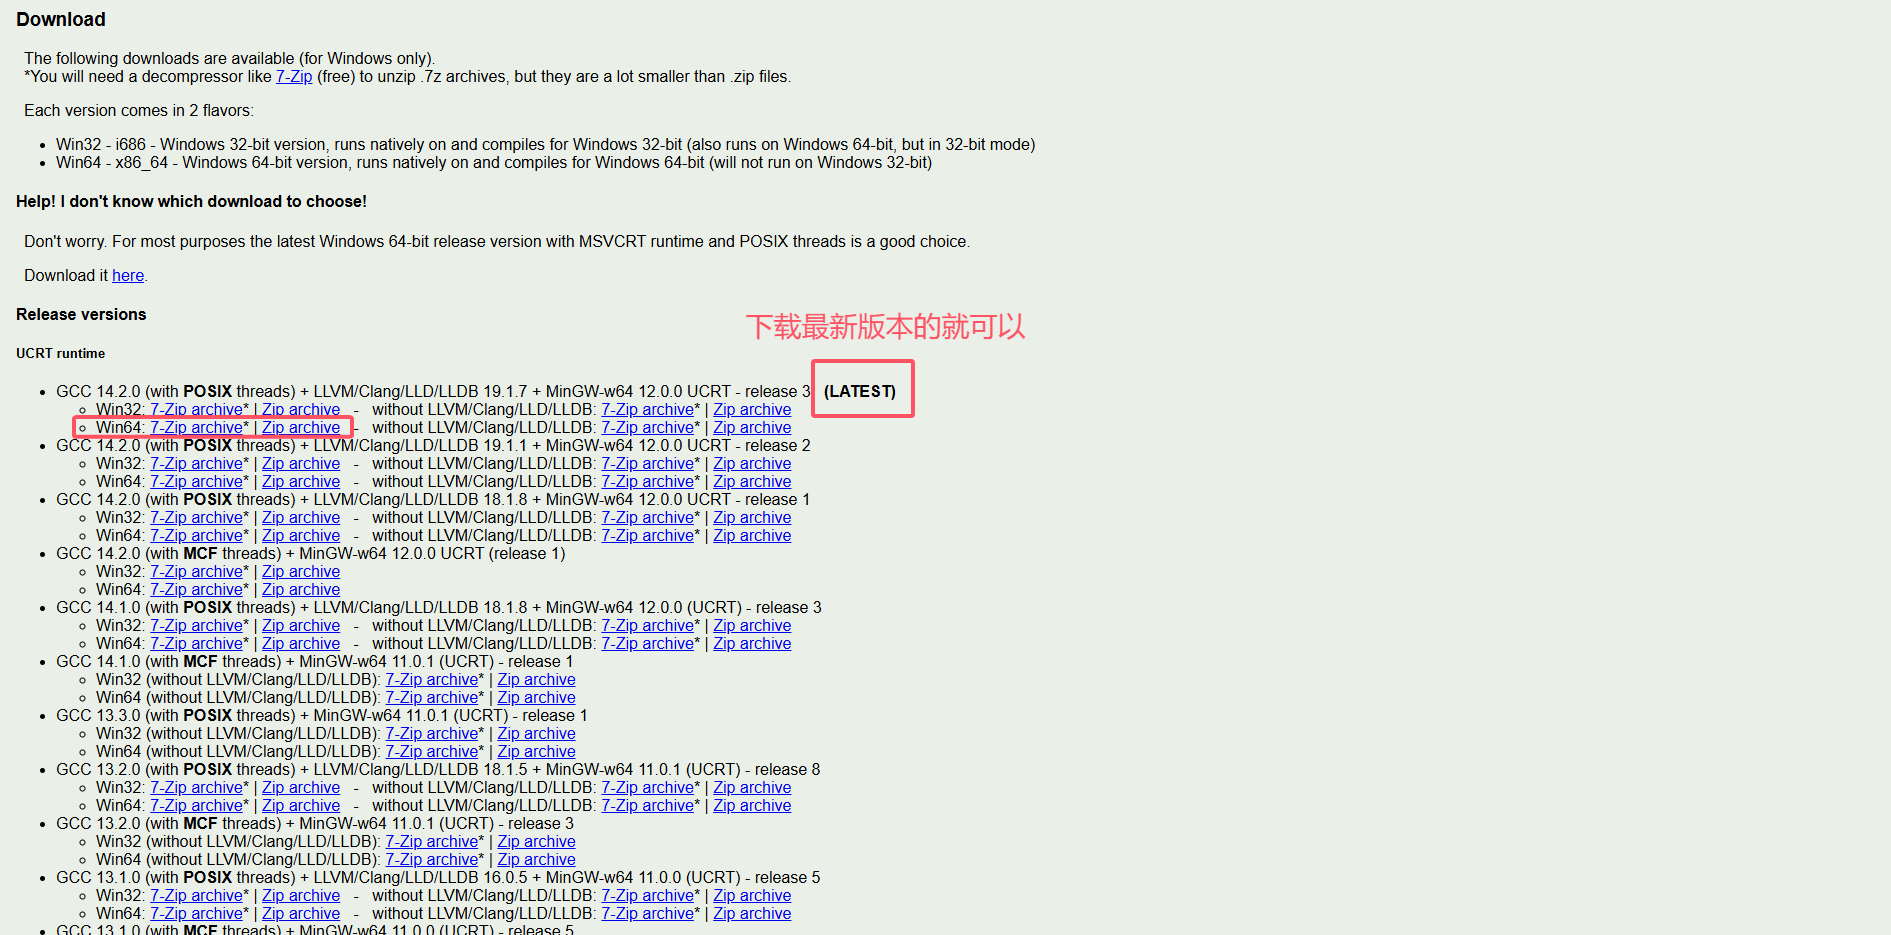 Download
The following downloads are available (for Windows only).
*You will need a decompressor like 7-Zip (free) to unzip .7z archives, but they are a lot smaller than .zip files.
Each version comes in 2 flavors:
Win32 - i686 - Windows 32-bit version, runs natively on and compiles for Windows 32-bit (also runs on Windows 64-bit, but in 32-bit mode)
Win64 - x86_64 - Windows 64-bit version, runs natively on and compiles for Windows 64-bit (will not run on Windows 32-bit)
Help! I don't know which download to choose!
Don't worry. For most purposes the latest Windows 64-bit release version with MSVCRT runtime and POSIX threads is a good choice.
Download it here.
Release versions
下载最新版本的就可以
UCRT runtime
GCC 14.2.0 (with POSIX threads) + LLVM/Clang/LLD/LLDB 19.1.7 + MinGW-w64 12.0.0 UCRT - release 3 (LATEST)
Win32: 7-Zip archive* | Zip archive - without LLVM/Clang/LLD/LLDB: 7-Zip archive* | Zip archive
Win64: 7-Zip archive* | Zip archive - without LLVM/Clang/LLD/LLDB: 7-Zip archive* | Zip archive
GCC 14.2.0 (with POSIX threads) + LLVM/Clang/LLD/LLDB 19.1.1 + MinGW-w64 12.0.0 UCRT - release 2
Win32: 7-Zip archive* | Zip archive - without LLVM/Clang/LLD/LLDB: 7-Zip archive* | Zip archive
Win64: 7-Zip archive* | Zip archive - without LLVM/Clang/LLD/LLDB: 7-Zip archive* | Zip archive
GCC 14.2.0 (with POSIX threads) + LLVM/Clang/LLD/LLDB 18.1.8 + MinGW-w64 12.0.0 UCRT - release 1
Win32: 7-Zip archive* | Zip archive - without LLVM/Clang/LLD/LLDB: 7-Zip archive* | Zip archive
Win64: 7-Zip archive* | Zip archive - without LLVM/Clang/LLD/LLDB: 7-Zip archive* | Zip archive
GCC 14.2.0 (with MCF threads) + MinGW-w64 12.0.0 UCRT (release 1)
Win32: 7-Zip archive* | Zip archive
Win64: 7-Zip archive* | Zip archive
GCC 14.1.0 (with POSIX threads) + LLVM/Clang/LLD/LLDB 18.1.8 + MinGW-w64 12.0.0 (UCRT) - release 3
Win32: 7-Zip archive* | Zip archive - without LLVM/Clang/LLD/LLDB: 7-Zip archive* | Zip archive
Win64: 7-Zip archive* | Zip archive - without LLVM/Clang/LLD/LLDB: 7-Zip archive* | Zip archive
GCC 14.1.0 (with MCF threads) + MinGW-w64 11.0.1 (UCRT) - release 1
Win32 (without LLVM/Clang/LLD/LLDB): 7-Zip archive* | Zip archive
Win64 (without LLVM/Clang/LLD/LLDB): 7-Zip archive* | Zip archive
GCC 13.3.0 (with POSIX threads) + MinGW-w64 11.0.1 (UCRT) - release 1
Win32 (without LLVM/Clang/LLD/LLDB): 7-Zip archive* | Zip archive
Win64 (without LLVM/Clang/LLD/LLDB): 7-Zip archive* | Zip archive
GCC 13.2.0 (with POSIX threads) + LLVM/Clang/LLD/LLDB 18.1.5 + MinGW-w64 11.0.1 (UCRT) - release 8
Win32: 7-Zip archive* | Zip archive - without LLVM/Clang/LLD/LLDB: 7-Zip archive* | Zip archive
Win64: 7-Zip archive* | Zip archive - without LLVM/Clang/LLD/LLDB: 7-Zip archive* | Zip archive
GCC 13.2.0 (with MCF threads) + MinGW-w64 11.0.1 (UCRT) - release 3
Win32 (without LLVM/Clang/LLD/LLDB): 7-Zip archive* | Zip archive
Win64 (without LLVM/Clang/LLD/LLDB): 7-Zip archive* | Zip archive
GCC 13.1.0 (with POSIX threads) + LLVM/Clang/LLD/LLDB 16.0.5 + MinGW-w64 11.0.0 (UCRT) - release 5
Win32: 7-Zip archive* | Zip archive - without LLVM/Clang/LLD/LLDB: 7-Zip archive* | Zip archive
Win64: 7-Zip archive* | Zip archive - without LLVM/Clang/LLD/LLDB: 7-Zip archive* | Zip archive
GCC 13.1.0 (with MCF threads) + MinGW-w64 11.0.0 (UCRT) - release 5